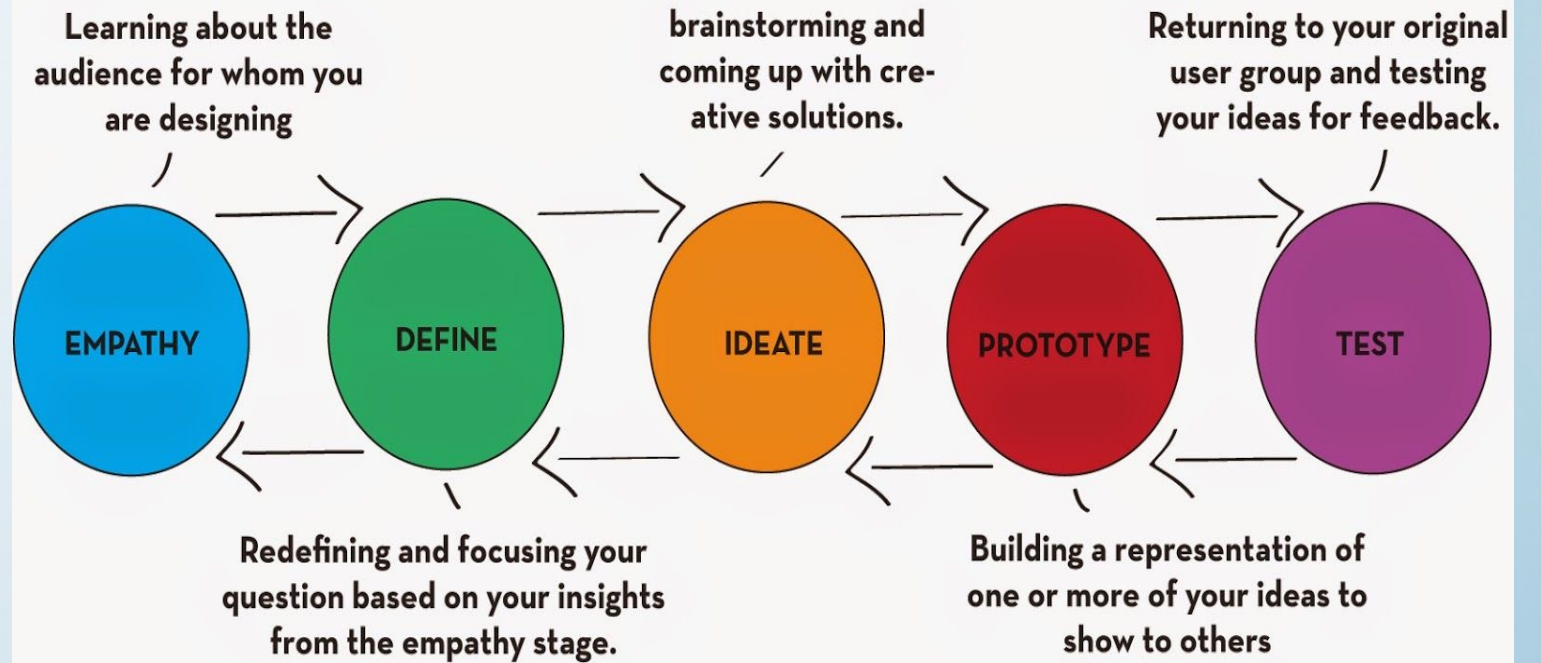 Learning about the
audience for whom you
are designing
brainstorming and
coming up with cre-
ative solutions.
Returning to your original
user group and testing
your ideas for feedback.
EMPATHY
DEFINE
IDEATE
PROTOTYPE
TEST
Redefining and focusing your
question based on your insights
from the empathy stage.
Building a representation of
one or more of your ideas to
show to others